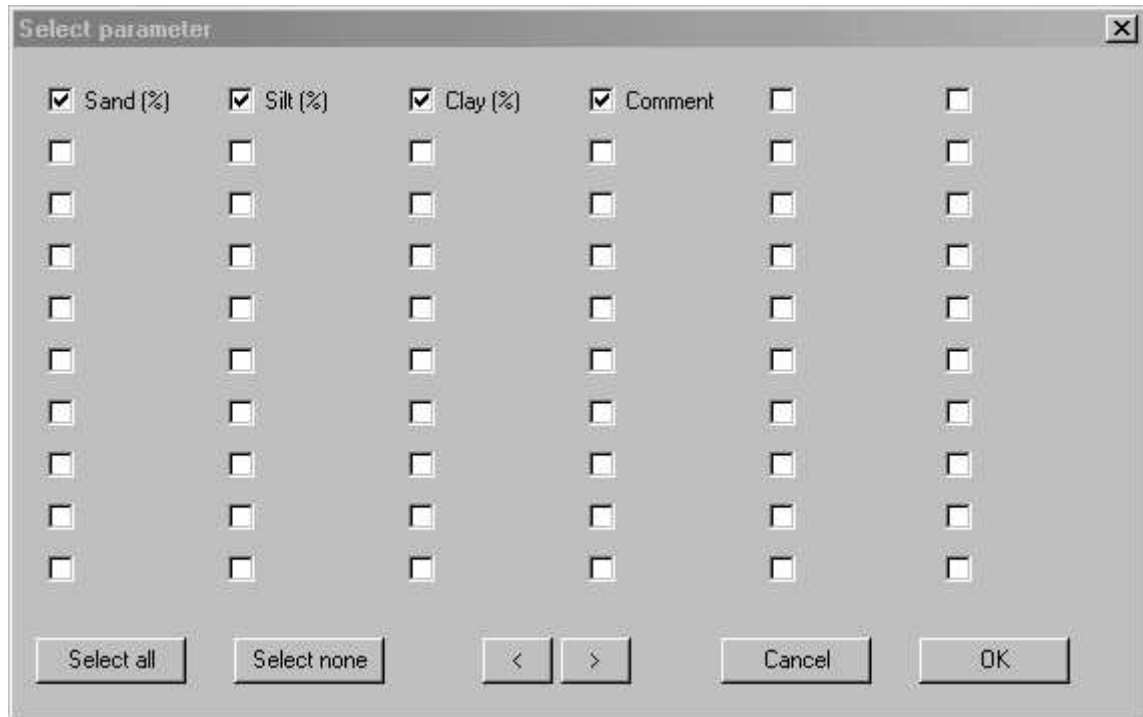 Select parameter
Sand (%) Silt (%) Clay (%) Comment
Select all Select none < > Cancel OK